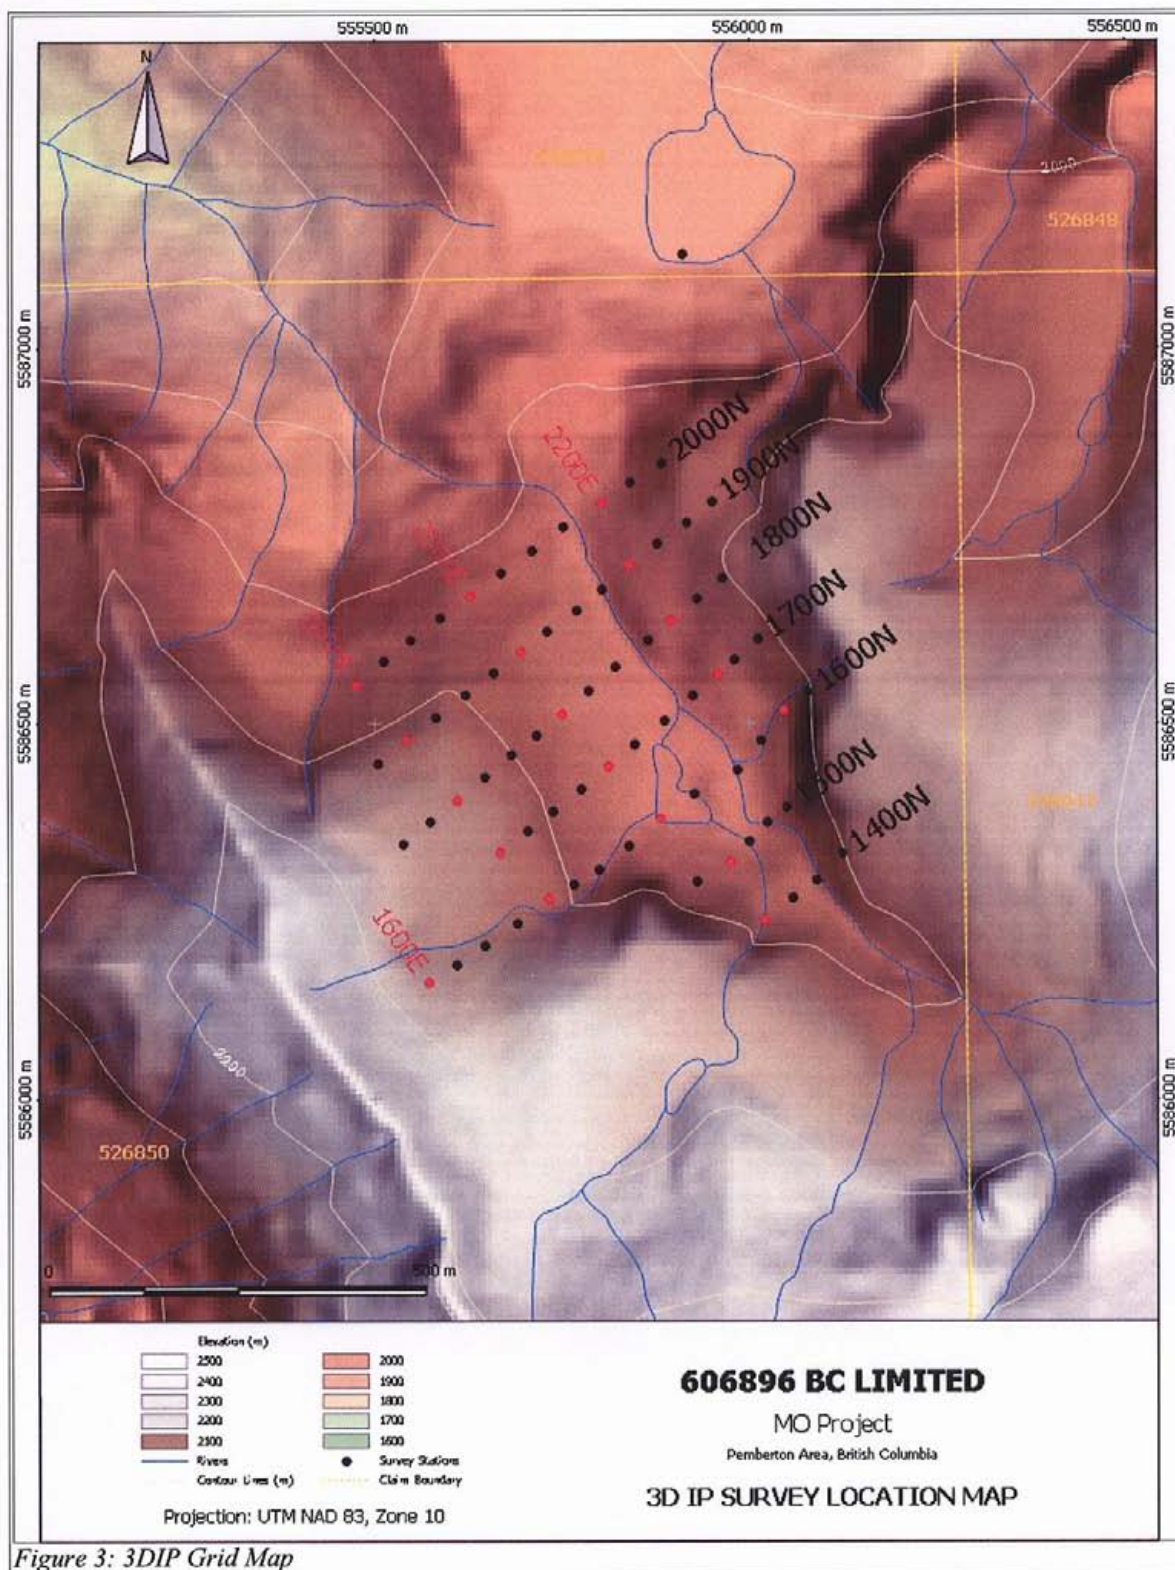 555500 m
556000 m
556500 m
N
2000
526848
5587000 m
5587000 m
2200E
2000N
1900N
1800N
1700N
1600N
5586500 m
5586500 m
1500N
1400N
1600E
2200
5586000 m
5586000 m
526850
0
500 m
Elevation (m)
2500
2400
2300
2200
2100
2000
1900
1800
1700
1600
Rivers
Survey Stations
Contour Lines (m)
Claim Boundary
Projection: UTM NAD 83, Zone 10
606896 BC LIMITED
MO Project
Pemberton Area, British Columbia
3D IP SURVEY LOCATION MAP
Figure 3: 3DIP Grid Map